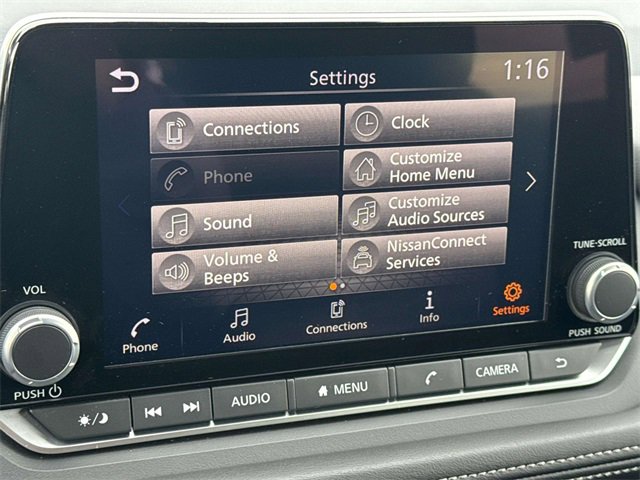 Settings
1:16
Connections
Clock
Phone
Customize
Home Menu
Sound
Customize
Audio Sources
Volume &
Beeps
NissanConnect
Services
Phone
Audio
Connections
Info
Settings
VOL
PUSH
TUNE·SCROLL
PUSH SOUND
AUDIO
MENU
CAMERA